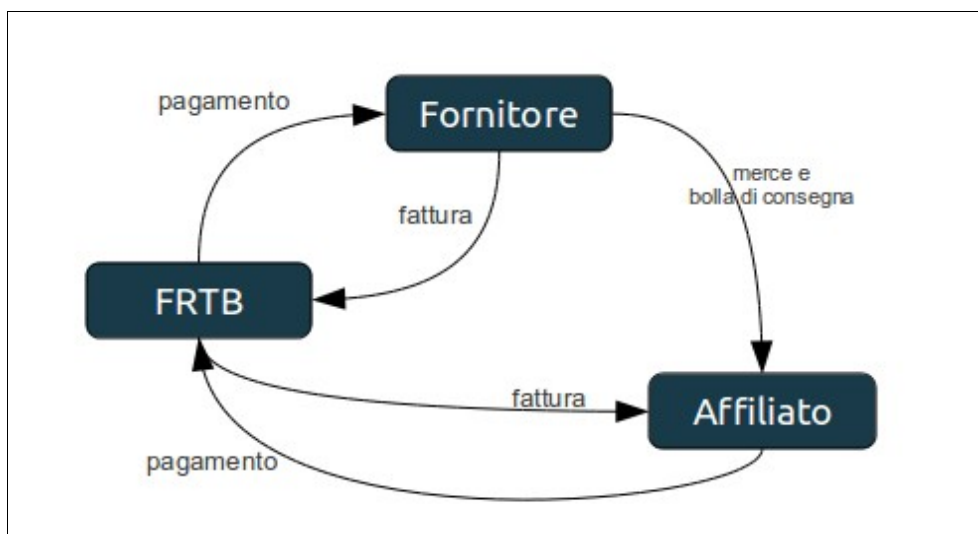 pagamento
Fornitore
merce e
bolla di consegna
fattura
FRTB
fattura
Affiliato
pagamento